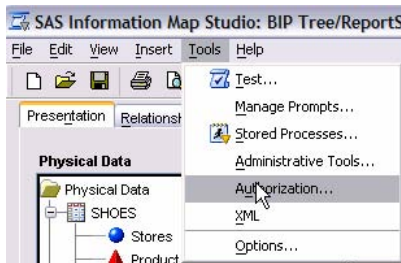 SAS Information Map Studio: BIP Tree/ReportS
File Edit View Insert Tools Help
Test...
Manage Prompts...
Presentation Relationsh
Stored Processes...
Physical Data
Administrative Tools...
Physical Data
Authorization...
SHOES
XML
Stores
Options...
Product